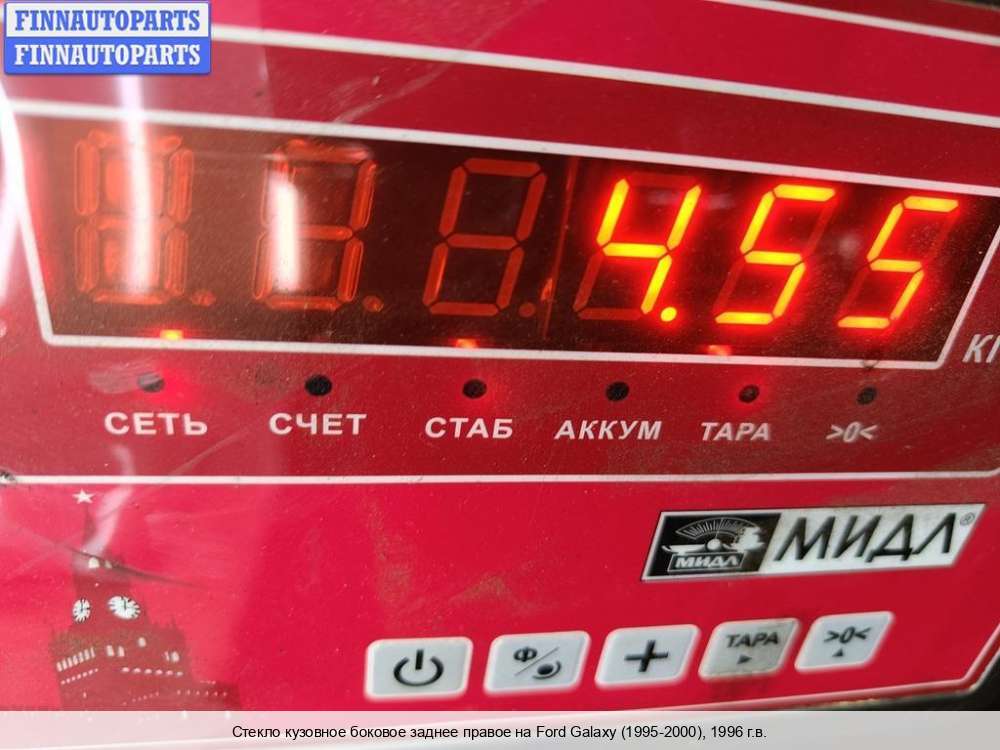 FINNAUTOPARTS
FINNAUTOPARTS
4.55
СЕТЬ СЧЕТ СТАБ АККУМ ТАРА >0<
МИДЛ МИДЛ®
Ф ТАРА >0<
Стекло кузовное боковое заднее правое на Ford Galaxy (1995-2000), 1996 г.в.